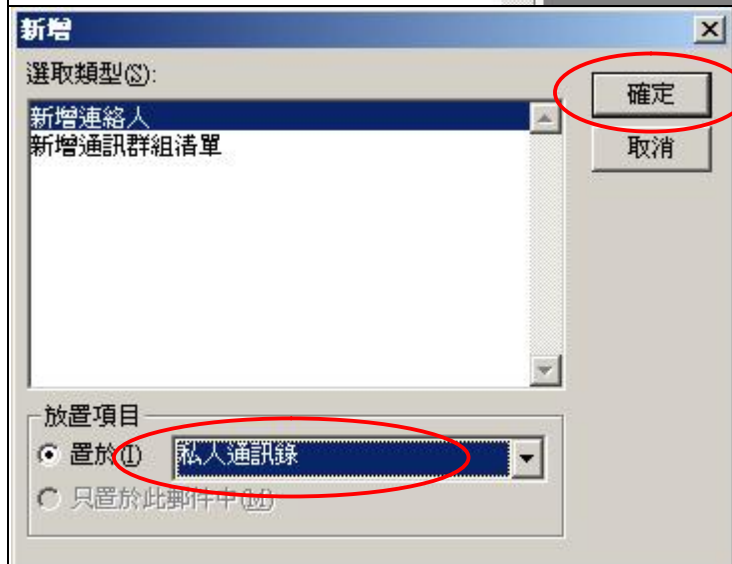 新增
選取類型(S):
新增連絡人
新增通訊群組清單
確定
取消
放置項目
置於(I) 私人通訊錄
只置於此郵件中(M)